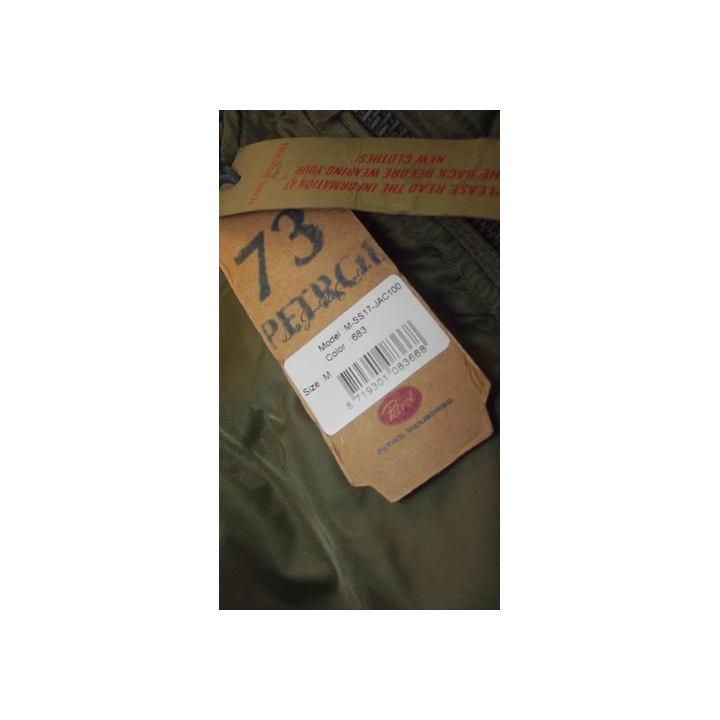 PLEASE READ THE INFORMATION AT
THE BACK BEFORE WEARING YOUR
NEW CLOTHES!
73
PETROL
Model : M-SS17-JAC100
Color : 683
Size : M
8 719301 083668
Petrol
PETROL INDUSTRIES